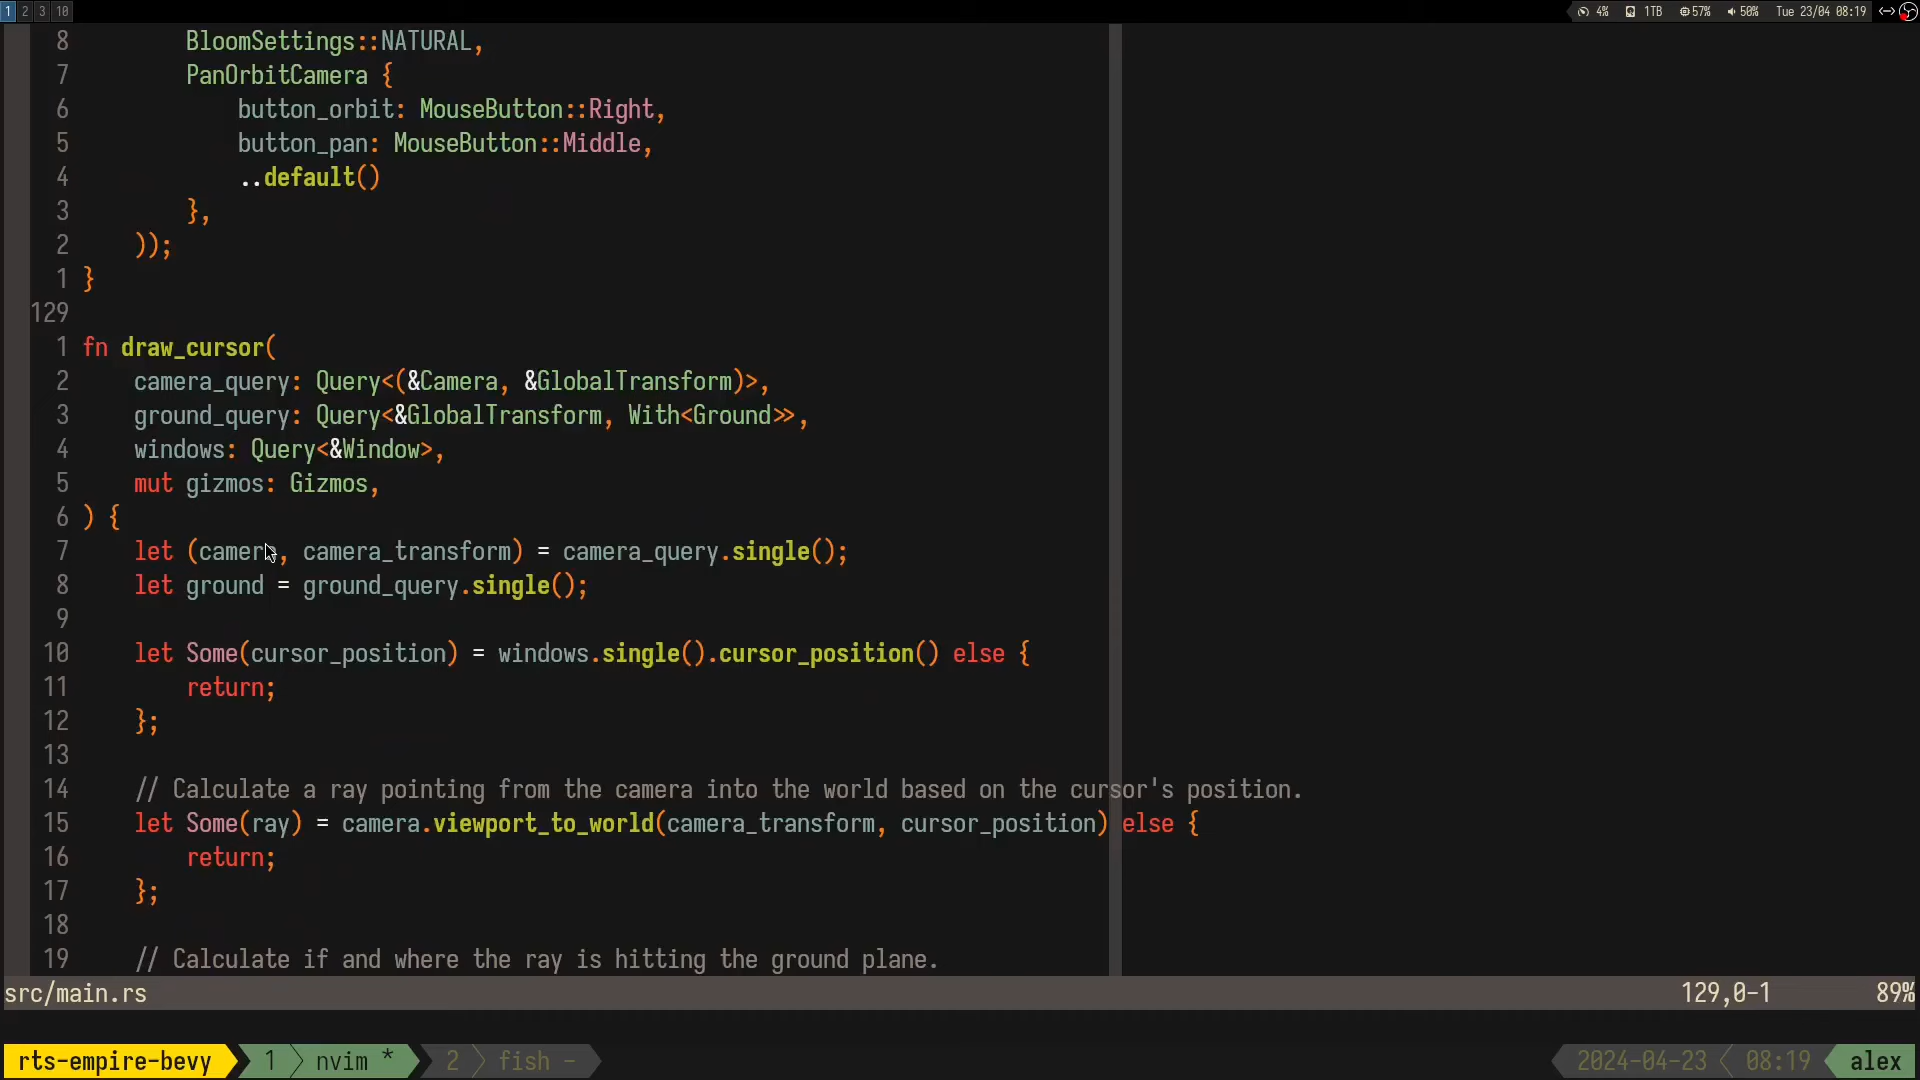 1 2 3 10 4% 1TB 57% 50% Tue 23/04 08:19
8 BloomSettings::NATURAL,
7 PanOrbitCamera {
6 button_orbit: MouseButton::Right,
5 button_pan: MouseButton::Middle,
4 ..default()
3 },
2 ));
1 }
129
1 fn draw_cursor(
2 camera_query: Query<(&Camera, &GlobalTransform)>,
3 ground_query: Query<&GlobalTransform, With<Ground>>,
4 windows: Query<&Window>,
5 mut gizmos: Gizmos,
6 ) {
7 let (camera, camera_transform) = camera_query.single();
8 let ground = ground_query.single();
9
10 let Some(cursor_position) = windows.single().cursor_position() else {
11 return;
12 };
13
14 // Calculate a ray pointing from the camera into the world based on the cursor's position.
15 let Some(ray) = camera.viewport_to_world(camera_transform, cursor_position) else {
16 return;
17 };
18
19 // Calculate if and where the ray is hitting the ground plane.
src/main.rs 129,0-1 89%
rts-empire-bevy 1 nvim * 2 fish - 2024-04-23 08:19 alex